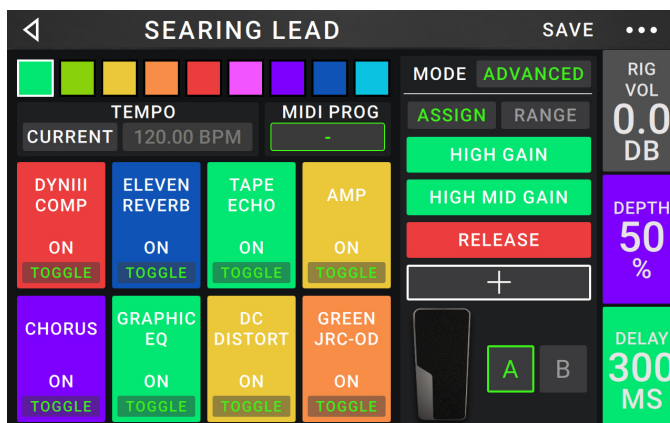 SEARING LEAD
SAVE
TEMPO
CURRENT 120.00 BPM
MIDI PROG
-
DYNIII
COMP
ON
TOGGLE
ELEVEN
REVERB
ON
TOGGLE
TAPE
ECHO
ON
TOGGLE
AMP
ON
TOGGLE
CHORUS
ON
TOGGLE
GRAPHIC
EQ
ON
TOGGLE
DC
DISTORT
ON
TOGGLE
GREEN
JRC-OD
ON
TOGGLE
MODE ADVANCED
ASSIGN RANGE
HIGH GAIN
HIGH MID GAIN
RELEASE
+
A B
RIG
VOL
0.0
DB
DEPTH
50
%
DELAY
300
MS